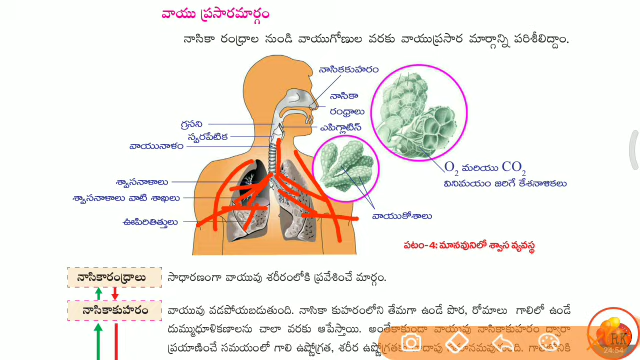 వాయు ప్రసారమార్గం
నాసికా రంధ్రాల నుండి వాయుగోణుల వరకు వాయుప్రసార మార్గాన్ని పరిశీలిద్దాం.
నాసికకుహరం
నాసికా
రంధ్రాలు
గ్రసని
ఎపిగ్లాటిస్
స్వరపేటిక
వాయునాళం
O2 మరియు CO2
వినిమయం జరిగే కేశనాళికలు
శ్వాసనాళాలు
శ్వాసనాళాలు వాటి శాఖలు
వాయుకోశాలు
ఊపిరితిత్తులు
పటం-4: మానవునిలో శ్వాస వ్యవస్థ
నాసికారంధ్రాలు
సాధారణంగా వాయువు శరీరంలోకి ప్రవేశించే మార్గం.
నాసికాకుహరం
వాయువు వడపోయబడుతుంది. నాసికా కుహరంలోని తేమగా ఉండే పొర, రోమాలు గాలిలో ఉండే
దుమ్ముధూళికణాలను చాలా వరకు ఆపేస్తాయి. అంతేకాకుండా వాయువు నాసికాకుహరం ద్వారా
ప్రయాణించే సమయంలో గాలి ఉష్ణోగ్రత, శరీర
24:54